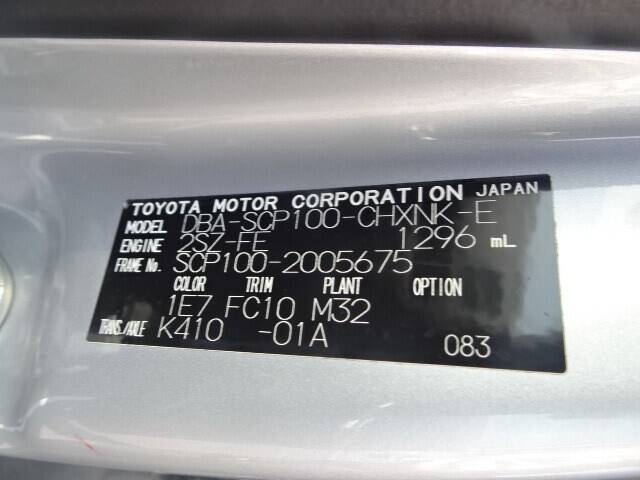 TOYOTA MOTOR CORPORATION JAPAN
MODEL DBA-SCP100-CHXNK-E
ENGINE 2SZ-FE 1296 mL
FRAME No. SCP100-2005675
COLOR TRIM PLANT OPTION
1E7 FC10 M32
TRANS./AXLE K410 -01A 083